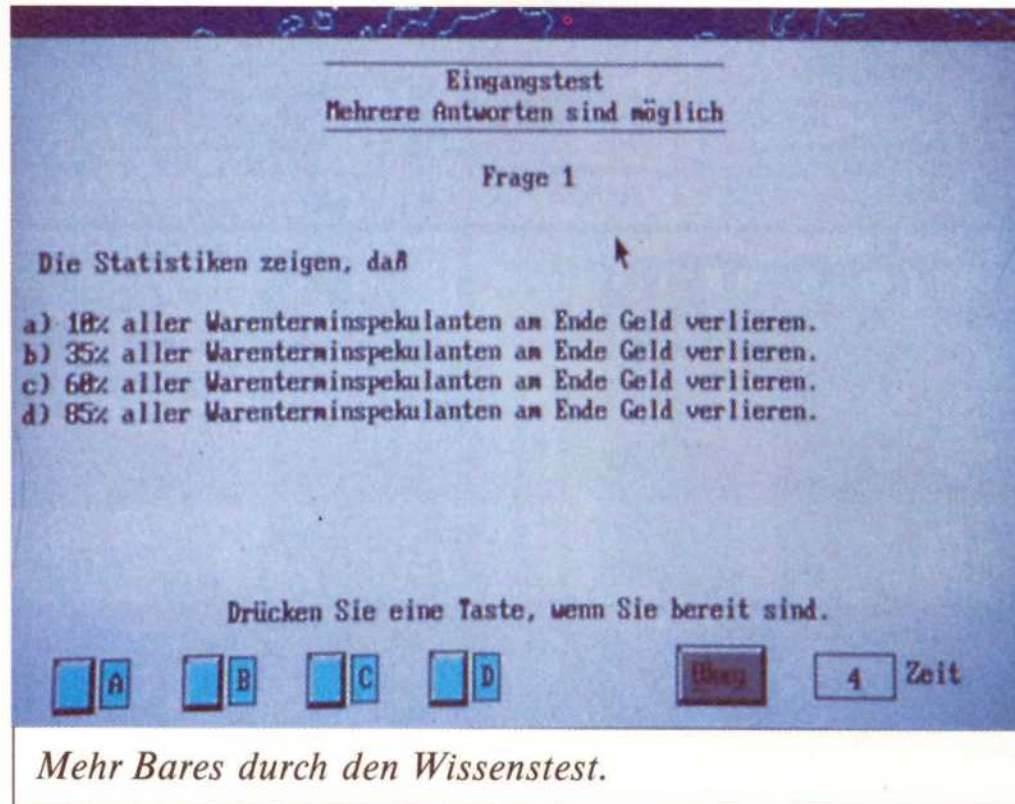 Eingangstest
Mehrere Antworten sind möglich
Frage 1
Die Statistiken zeigen, daß
a) 10% aller Warenterminspekulanten am Ende Geld verlieren.
b) 35% aller Warenterminspekulanten am Ende Geld verlieren.
c) 60% aller Warenterminspekulanten am Ende Geld verlieren.
d) 85% aller Warenterminspekulanten am Ende Geld verlieren.
Drücken Sie eine Taste, wenn Sie bereit sind.
A B C D 4 Zeit
Mehr Bares durch den Wissenstest.